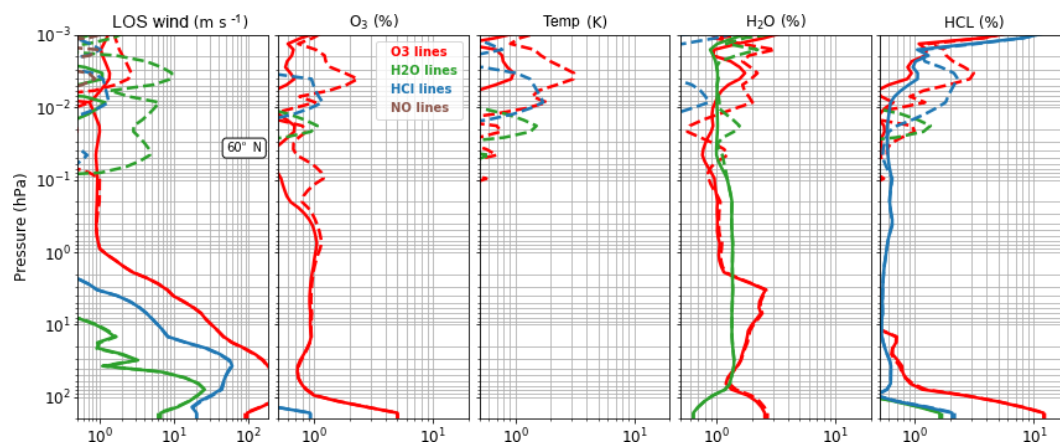 LOS wind (m s⁻¹) O₃ (%) Temp (K) H₂O (%) HCL (%)
10⁻³
10⁻²
10⁻¹
10⁰
10¹
10²
Pressure (hPa)
60° N
O3 lines
H2O lines
HCl lines
NO lines
10⁰ 10¹ 10² 10⁰ 10¹ 10⁰ 10¹ 10⁰ 10¹ 10⁰ 10¹